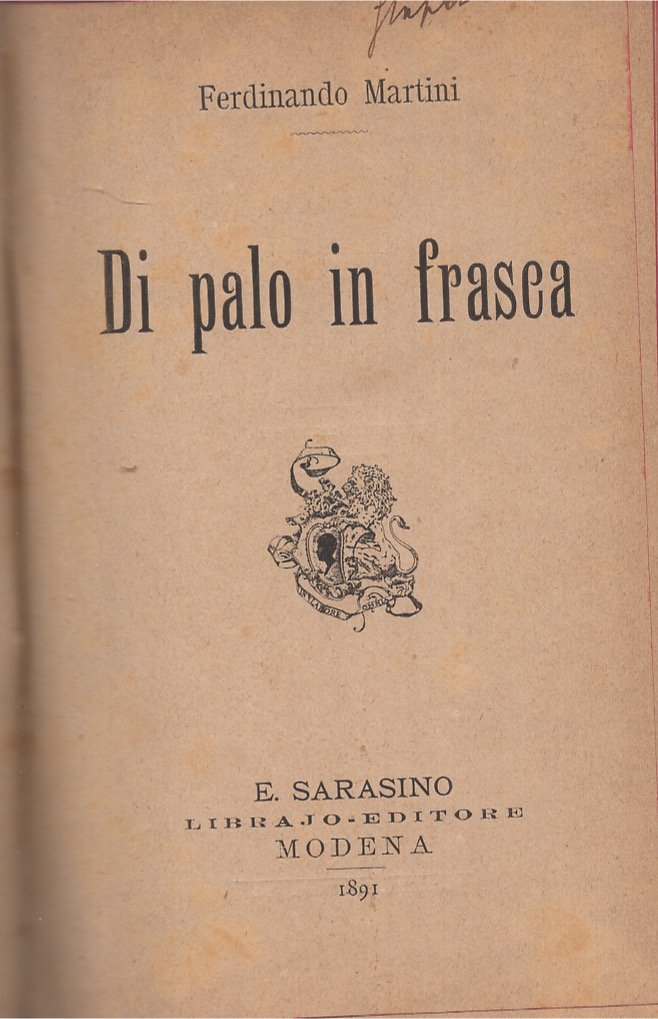 Ferdinando Martini
Di palo in frasca
E. SARASINO
LIBRAJO-EDITORE
MODENA
1891